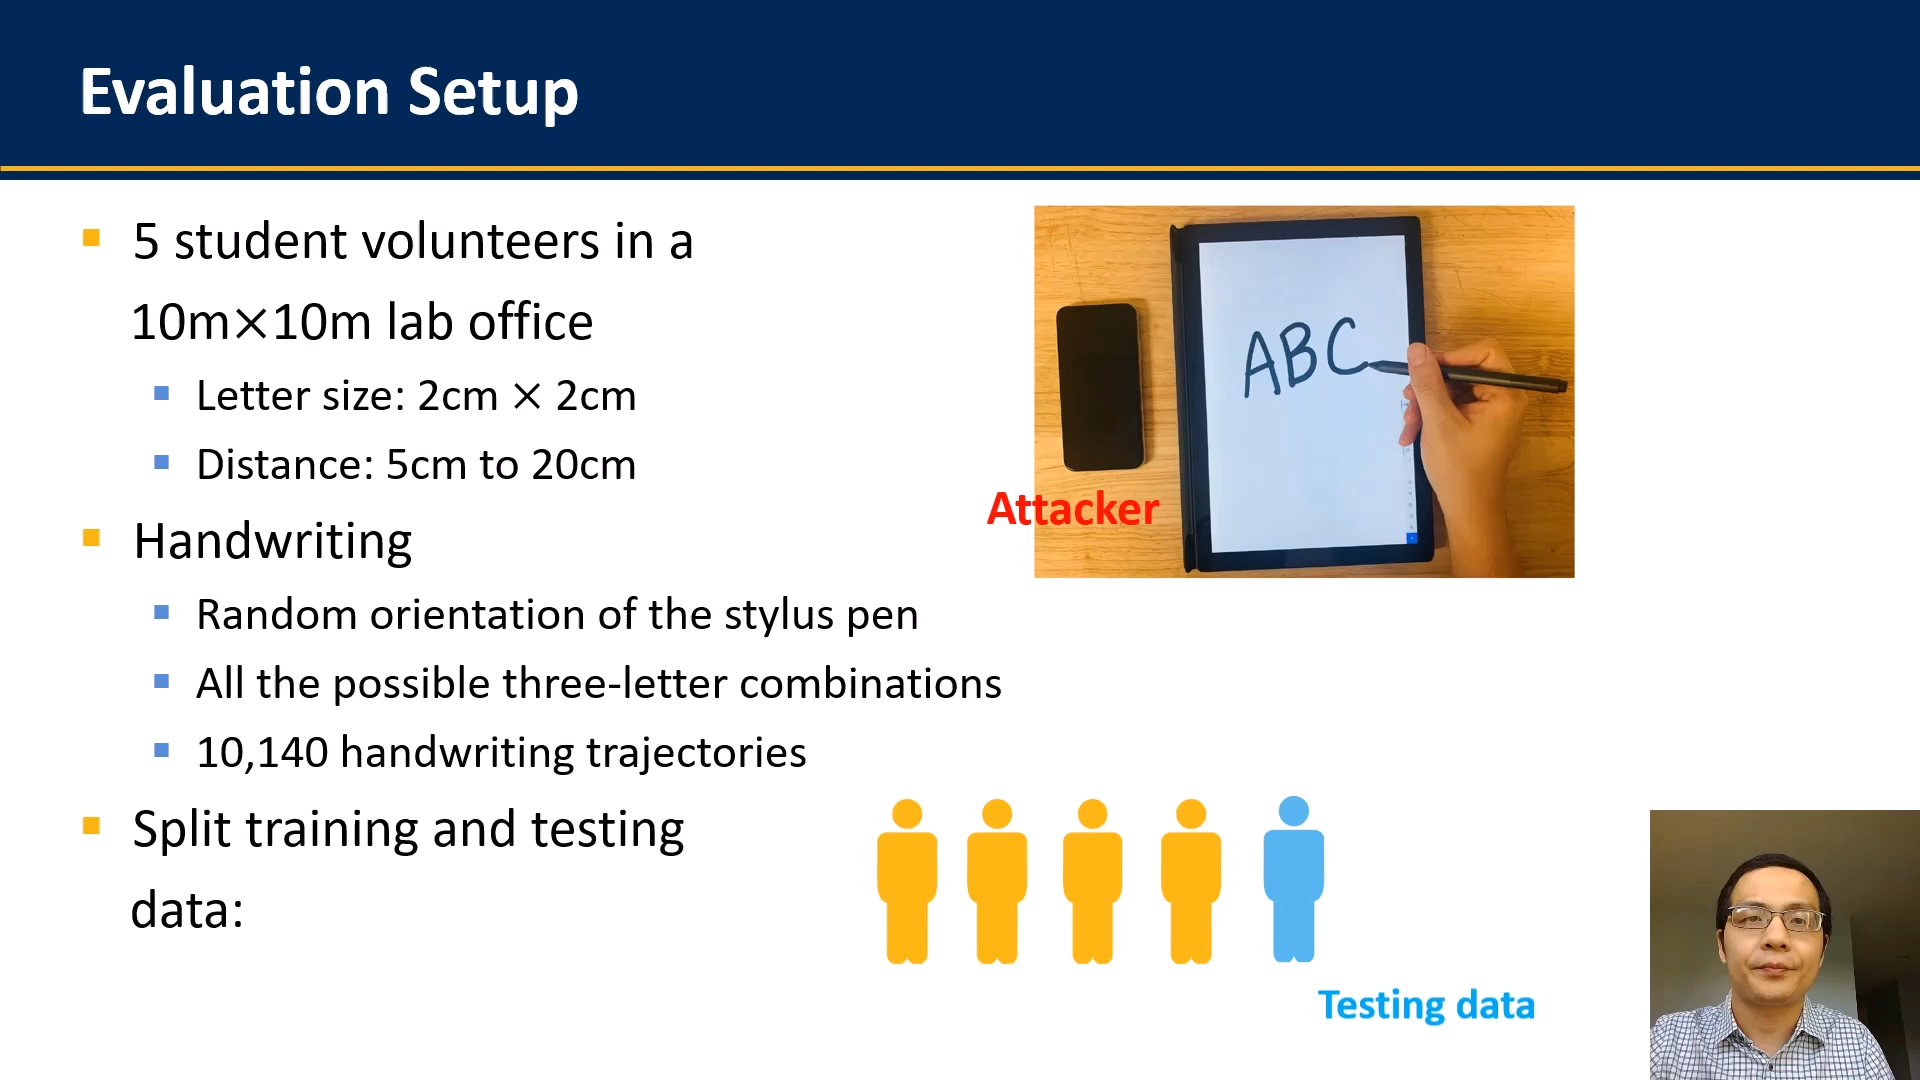 Evaluation Setup
5 student volunteers in a
10m×10m lab office
Letter size: 2cm × 2cm
Distance: 5cm to 20cm
Handwriting
Random orientation of the stylus pen
All the possible three-letter combinations
10,140 handwriting trajectories
Split training and testing
data:
ABC
Attacker
Testing data